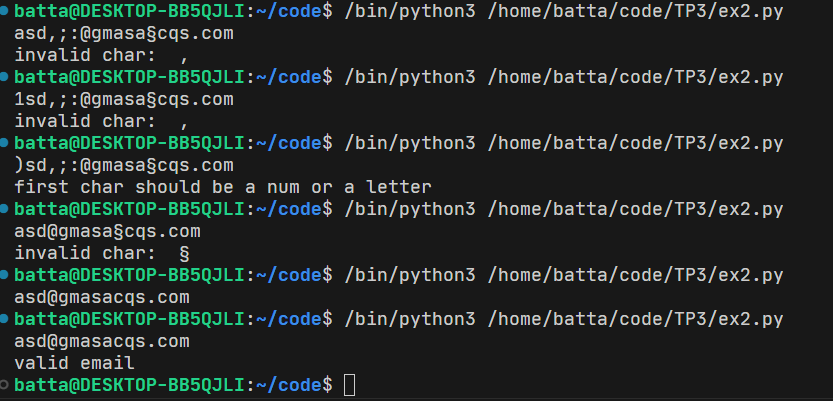 batta@DESKTOP-BB5QJLI:~/code$ /bin/python3 /home/batta/code/TP3/ex2.py
asd,;:@gmasa§cqs.com
invalid char:  ,
batta@DESKTOP-BB5QJLI:~/code$ /bin/python3 /home/batta/code/TP3/ex2.py
1sd,;:@gmasa§cqs.com
invalid char:  ,
batta@DESKTOP-BB5QJLI:~/code$ /bin/python3 /home/batta/code/TP3/ex2.py
)sd,;:@gmasa§cqs.com
first char should be a num or a letter
batta@DESKTOP-BB5QJLI:~/code$ /bin/python3 /home/batta/code/TP3/ex2.py
asd@gmasa§cqs.com
invalid char:  §
batta@DESKTOP-BB5QJLI:~/code$ /bin/python3 /home/batta/code/TP3/ex2.py
asd@gmasacqs.com
batta@DESKTOP-BB5QJLI:~/code$ /bin/python3 /home/batta/code/TP3/ex2.py
asd@gmasacqs.com
valid email
batta@DESKTOP-BB5QJLI:~/code$